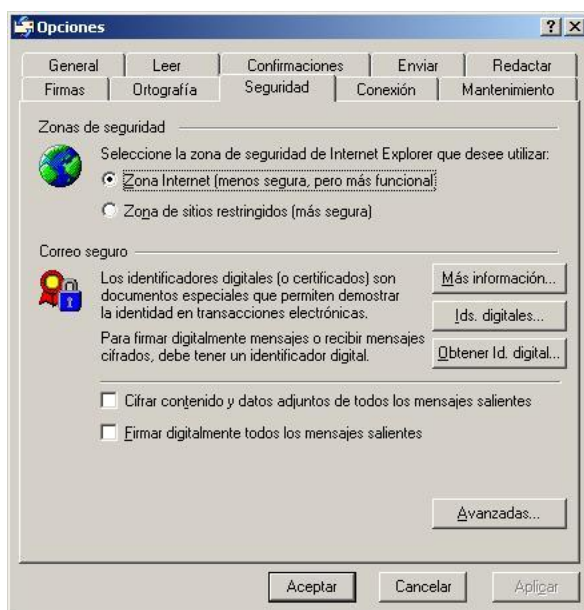 Opciones
General
Leer
Confirmaciones
Enviar
Redactar
Firmas
Ortografía
Seguridad
Conexión
Mantenimiento
Zonas de seguridad
Seleccione la zona de seguridad de Internet Explorer que desee utilizar:
Zona Internet (menos segura, pero más funcional
Zona de sitios restringidos (más segura)
Correo seguro
Los identificadores digitales (o certificados) son
documentos especiales que permiten demostrar
la identidad en transacciones electrónicas.
Más información...
Ids. digitales...
Para firmar digitalmente mensajes o recibir mensajes
cifrados, debe tener un identificador digital.
Obtener Id. digital...
Cifrar contenido y datos adjuntos de todos los mensajes salientes
Firmar digitalmente todos los mensajes salientes
Avanzadas...
Aceptar
Cancelar
Aplicar